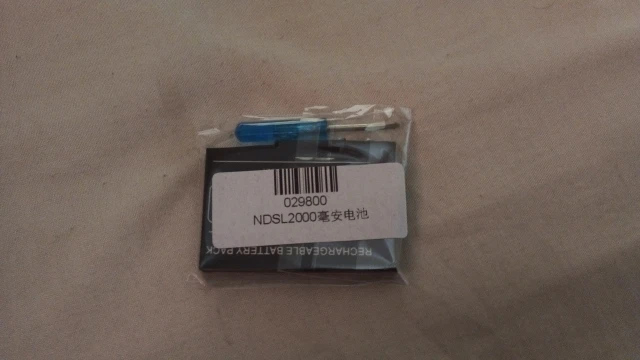 029800
NDSL2000毫安电池
RECHARGEABLE BATTERY PACK